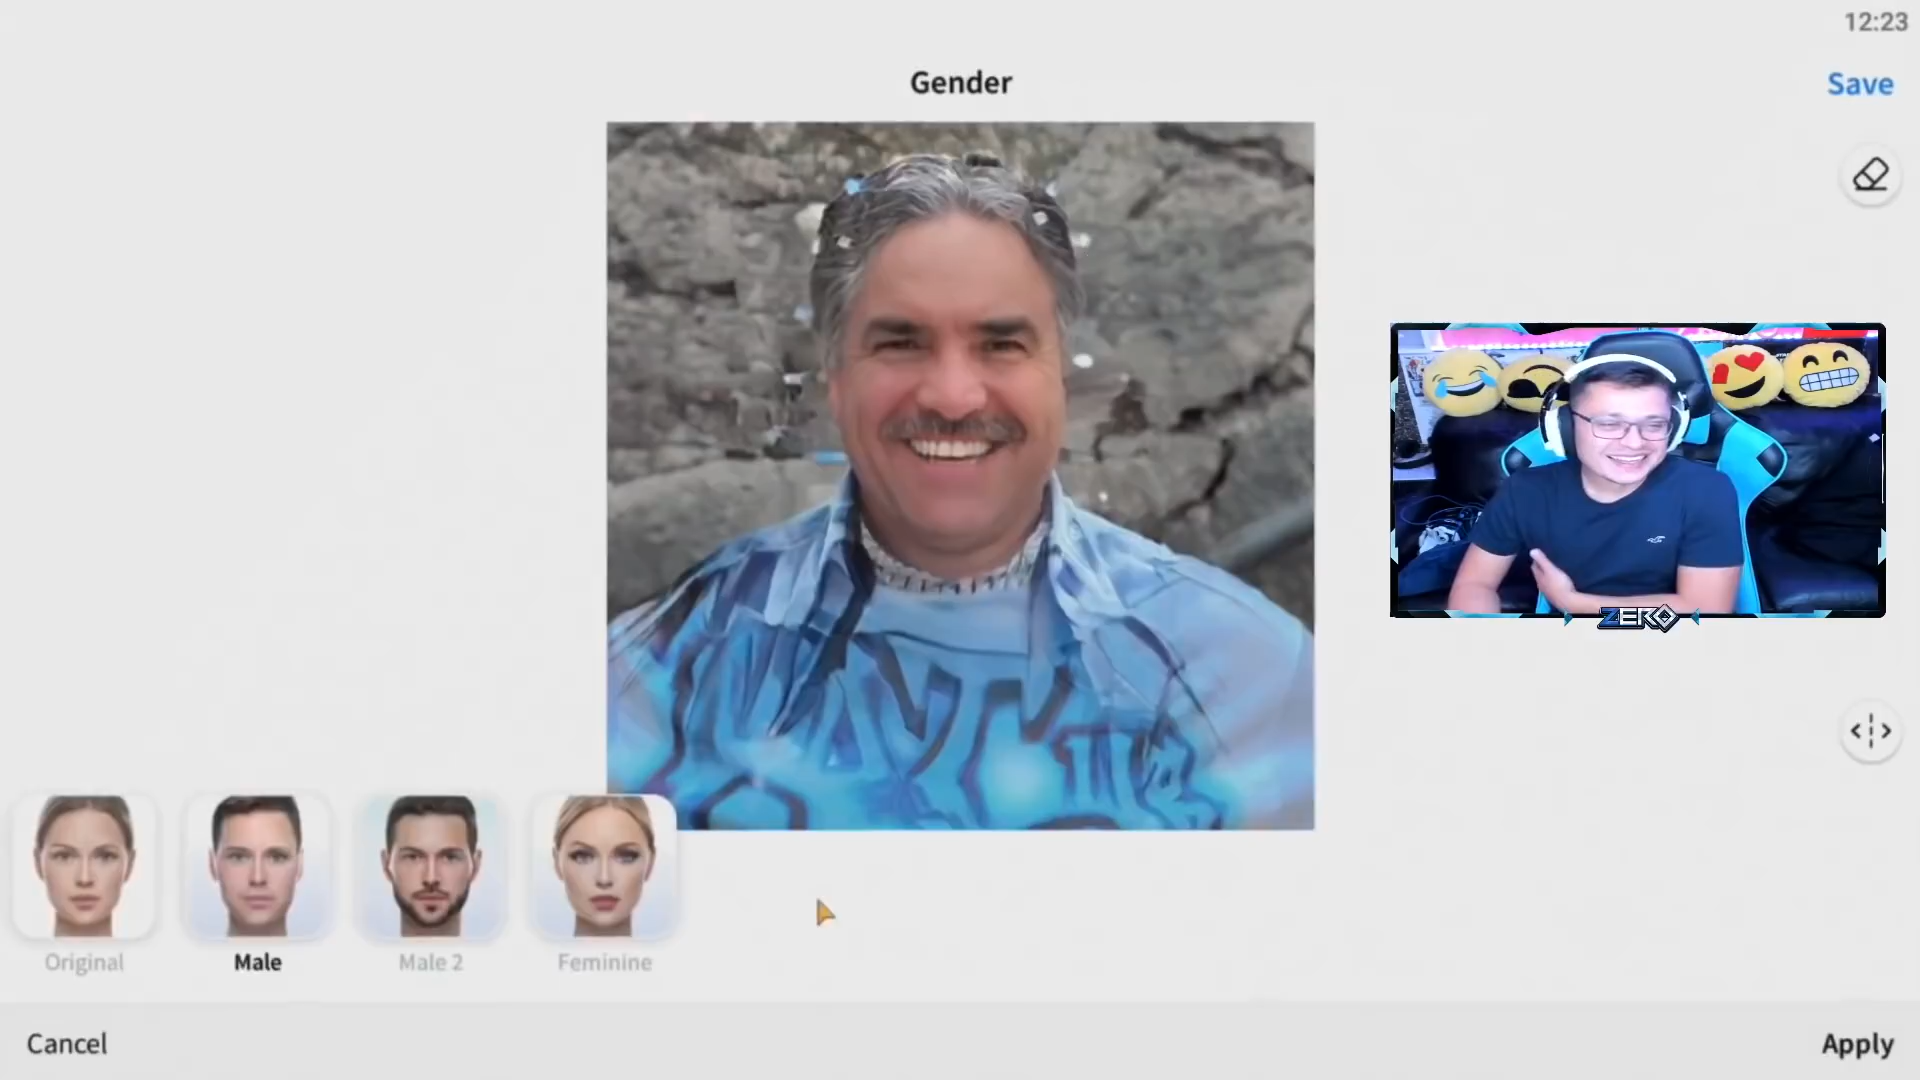 12:23
Gender
Save
ZERO
Original
Male
Male 2
Feminine
Cancel
Apply